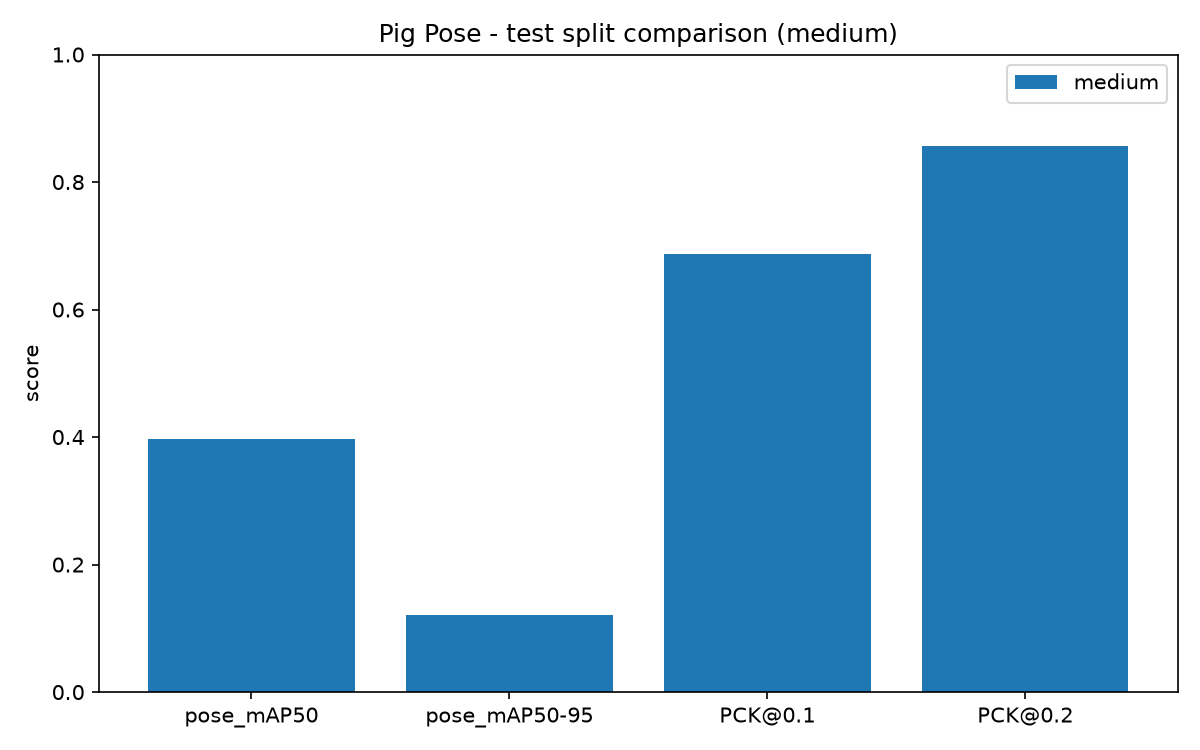 Pig Pose - test split comparison (medium)
medium
1.0
0.8
0.6
0.4
0.2
0.0
score
pose_mAP50
pose_mAP50-95
PCK@0.1
PCK@0.2